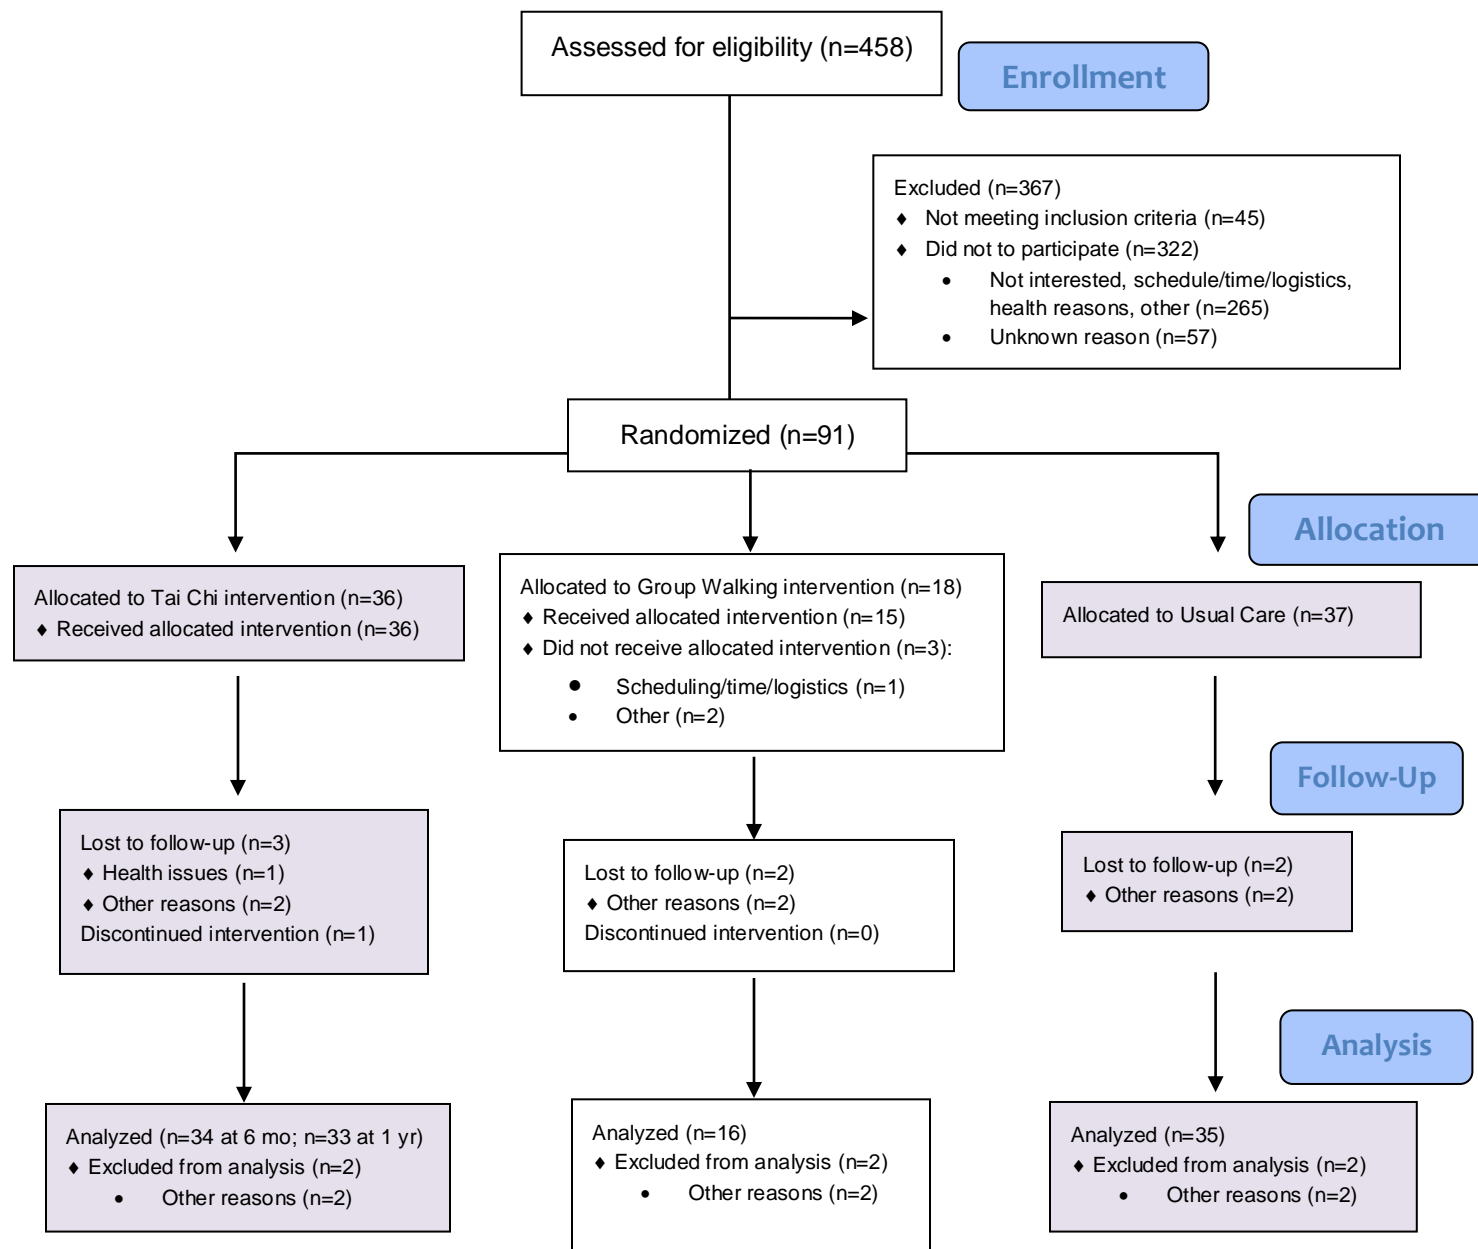 Assessed for eligibility (n=458)
Enrollment
Excluded (n=367)
♦ Not meeting inclusion criteria (n=45)
♦ Did not to participate (n=322)
• Not interested, schedule/time/logistics,
health reasons, other (n=265)
• Unknown reason (n=57)
Randomized (n=91)
Allocation
Allocated to Tai Chi intervention (n=36)
♦ Received allocated intervention (n=36)
Allocated to Group Walking intervention (n=18)
♦ Received allocated intervention (n=15)
♦ Did not receive allocated intervention (n=3):
• Scheduling/time/logistics (n=1)
• Other (n=2)
Allocated to Usual Care (n=37)
Follow-Up
Lost to follow-up (n=3)
♦ Health issues (n=1)
♦ Other reasons (n=2)
Discontinued intervention (n=1)
Lost to follow-up (n=2)
♦ Other reasons (n=2)
Discontinued intervention (n=0)
Lost to follow-up (n=2)
♦ Other reasons (n=2)
Analysis
Analyzed (n=34 at 6 mo; n=33 at 1 yr)
♦ Excluded from analysis (n=2)
• Other reasons (n=2)
Analyzed (n=16)
♦ Excluded from analysis (n=2)
• Other reasons (n=2)
Analyzed (n=35)
♦ Excluded from analysis (n=2)
• Other reasons (n=2)